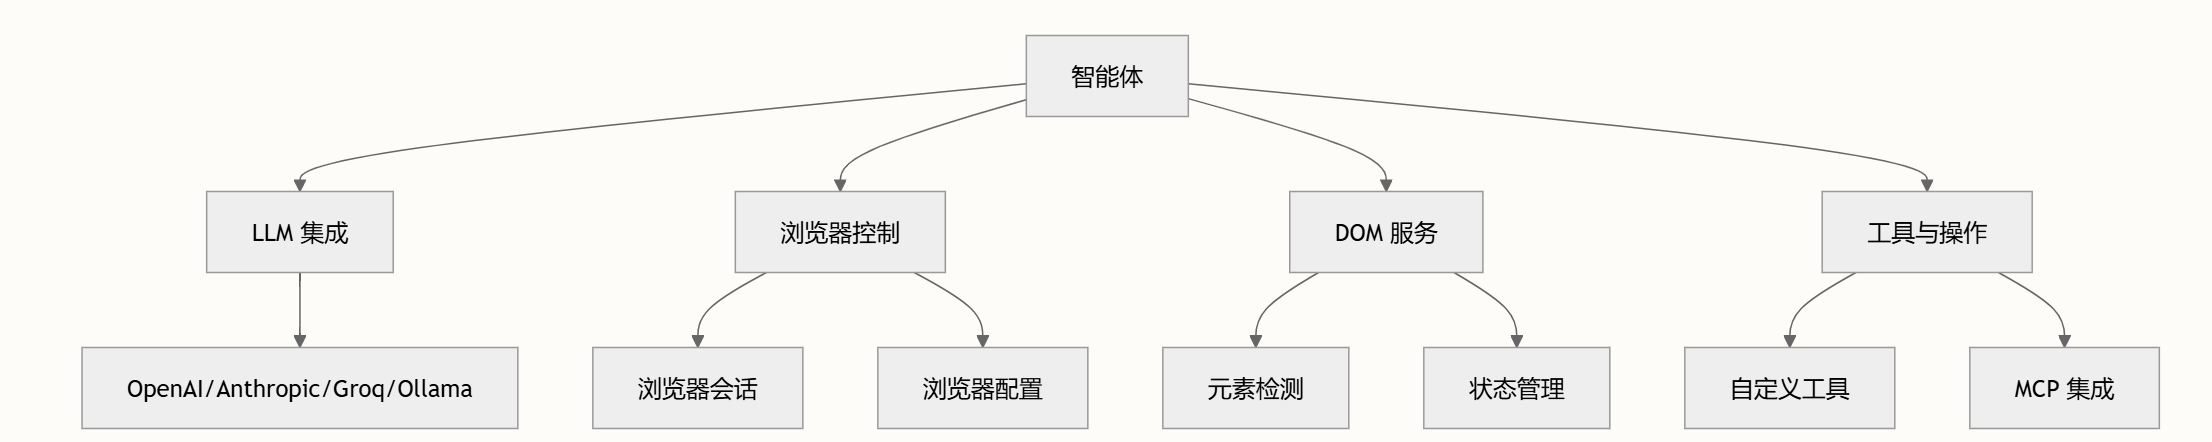 智能体
LLM 集成
浏览器控制
DOM 服务
工具与操作
OpenAI/Anthropic/Groq/Ollama
浏览器会话
浏览器配置
元素检测
状态管理
自定义工具
MCP 集成